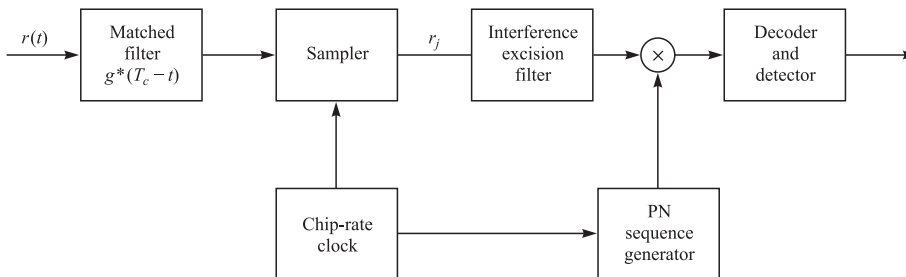 r(t)
Matched
filter
g*(T_c − t)
Sampler
r_j
Interference
excision
filter
×
Decoder
and
detector
Chip-rate
clock
PN
sequence
generator